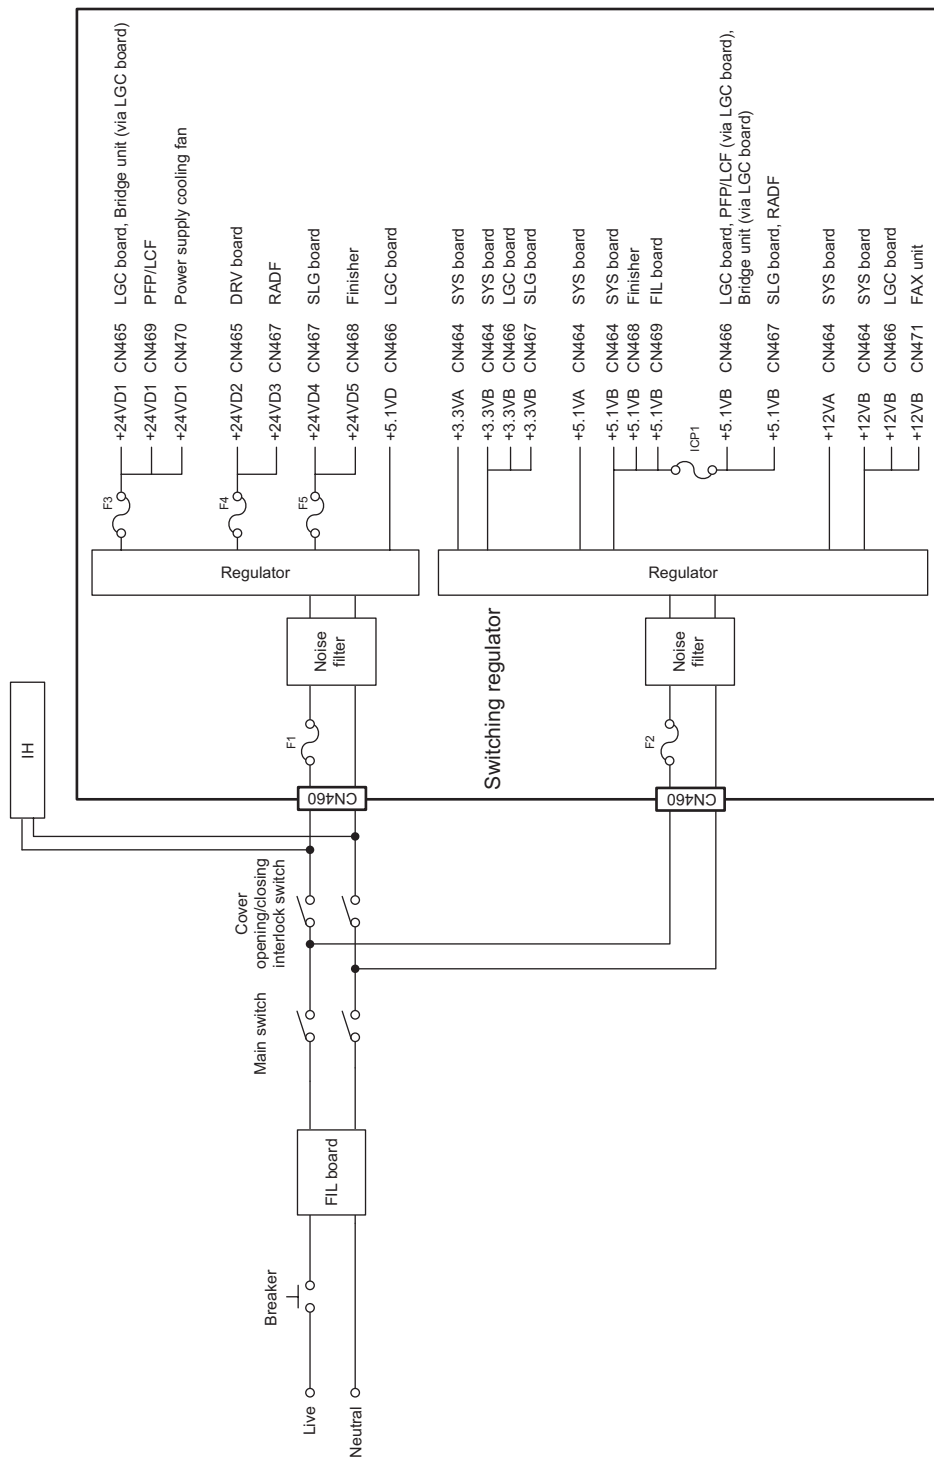 Live
Neutral
Breaker
FIL board
Main switch
Cover
opening/closing
interlock switch
IH
CN460
CN460
Switching regulator
F1
Noise
filter
Regulator
F2
Noise
filter
Regulator
F3
+24VD1 CN465 LGC board, Bridge unit (via LGC board)
+24VD1 CN469 PFP/LCF
+24VD1 CN470 Power supply cooling fan
F4
+24VD2 CN465 DRV board
+24VD3 CN467 RADF
F5
+24VD4 CN467 SLG board
+24VD5 CN468 Finisher
+5.1VD CN466 LGC board
+3.3VA CN464 SYS board
+3.3VB CN464 SYS board
+3.3VB CN466 LGC board
+3.3VB CN467 SLG board
+5.1VA CN464 SYS board
+5.1VB CN464 SYS board
+5.1VB CN468 Finisher
+5.1VB CN469 FIL board
ICP1
+5.1VB CN466 LGC board, PFP/LCF (via LGC board),
Bridge unit (via LGC board)
+5.1VB CN467 SLG board, RADF
+12VA CN464 SYS board
+12VB CN464 SYS board
+12VB CN466 LGC board
+12VB CN471 FAX unit